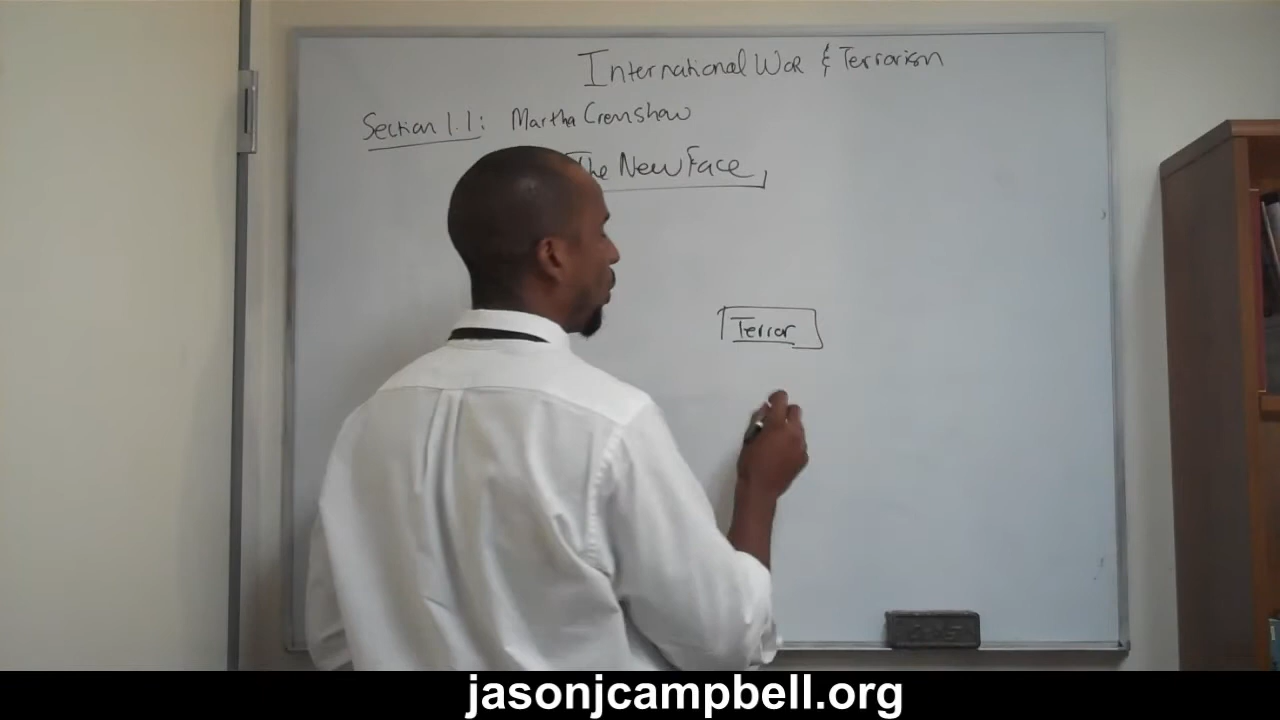 International War & Terrorism
Section 1.1: Martha Crenshaw
The New Face
Terror
jasonjcampbell.org